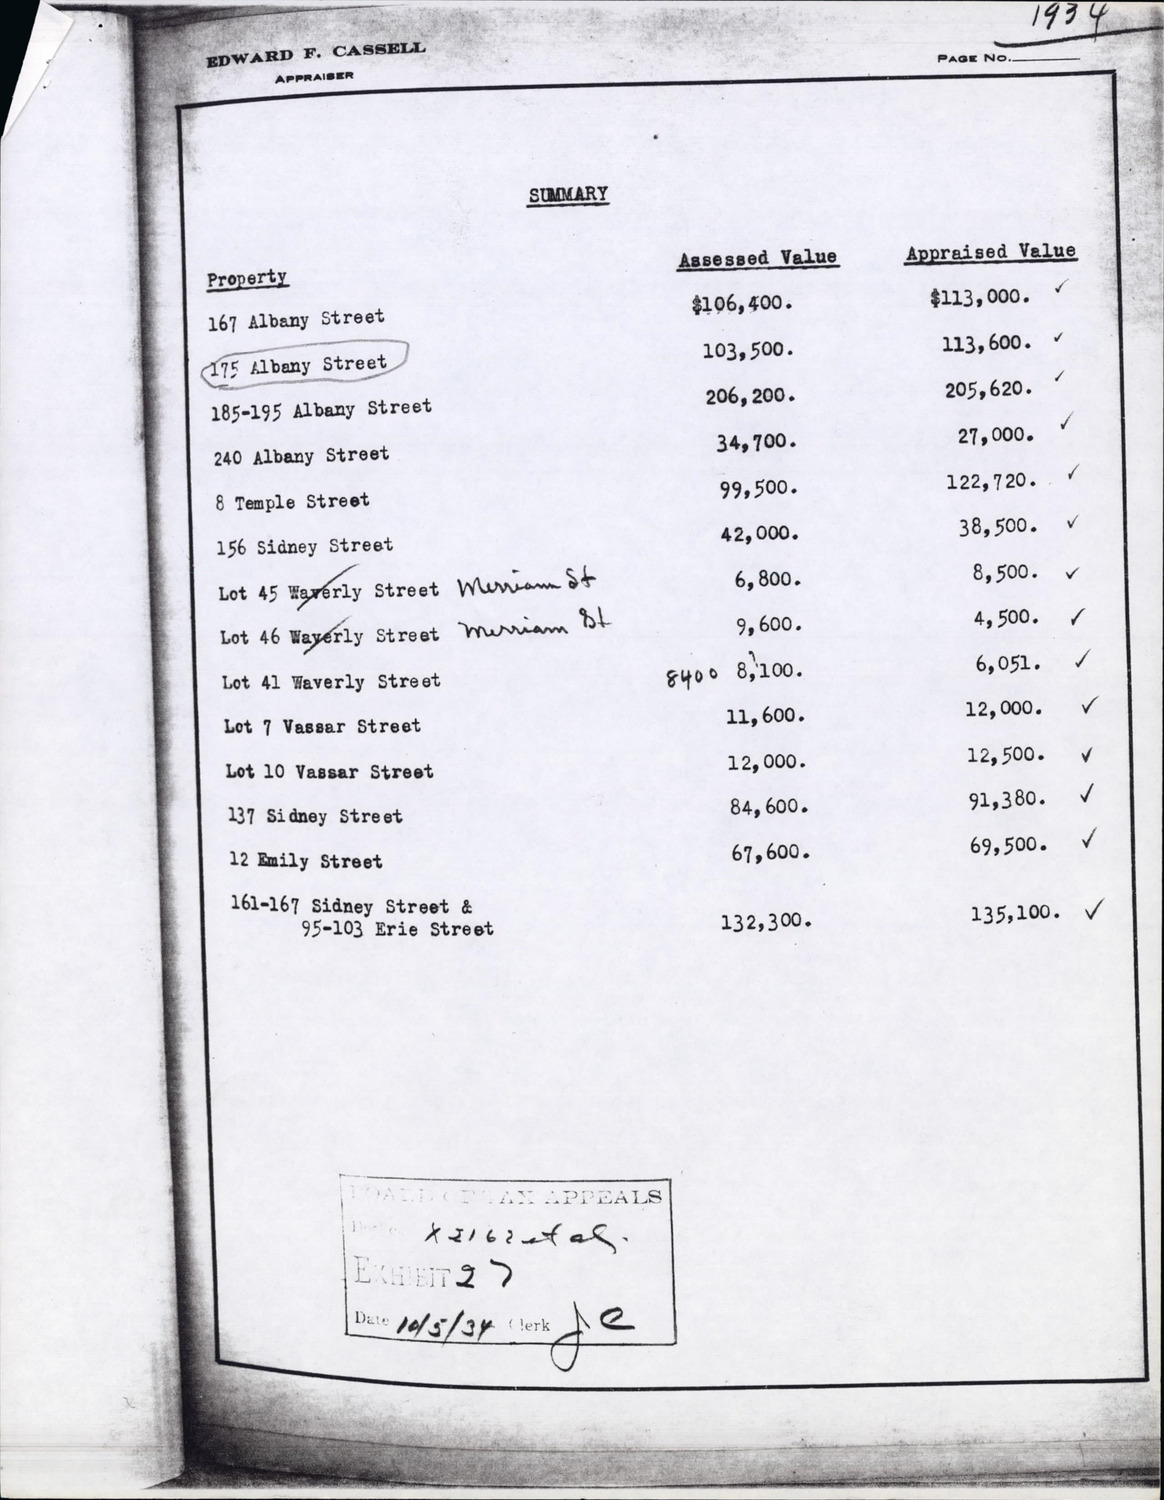 1934
EDWARD F. CASSELL
APPRAISER
PAGE NO.
SUMMARY
Property Assessed Value Appraised Value
167 Albany Street $106,400. $113,000. ✓
175 Albany Street 103,500. 113,600. ✓
185-195 Albany Street 206,200. 205,620. ✓
240 Albany Street 34,700. 27,000. ✓
8 Temple Street 99,500. 122,720. ✓
156 Sidney Street 42,000. 38,500. ✓
Lot 45 Waverly Street Merriam St 6,800. 8,500. ✓
Lot 46 Waverly Street Merriam St 9,600. 4,500. ✓
Lot 41 Waverly Street 8400 8,100. 6,051. ✓
Lot 7 Vassar Street 11,600. 12,000. ✓
Lot 10 Vassar Street 12,000. 12,500. ✓
137 Sidney Street 84,600. 91,380. ✓
12 Emily Street 67,600. 69,500. ✓
161-167 Sidney Street &
95-103 Erie Street 132,300. 135,100. ✓
BOARD OF TAX APPEALS
X2162 et al.
EXHIBIT 27
Date 10/5/34 Clerk